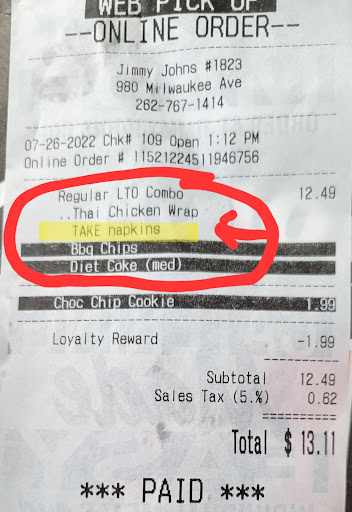 WEB PICK UP
--ONLINE ORDER--
Jimmy Johns #1823
980 Milwaukee Ave
262-767-1414
07-26-2022 Chk# 109 Open 1:12 PM
Online Order # 11521224511946756
Regular LTO Combo 12.49
..Thai Chicken Wrap
TAKE napkins
Bbq Chips
Diet Coke (med)
Choc Chip Cookie 1.99
Loyalty Reward -1.99
Subtotal 12.49
Sales Tax (5.%) 0.62
Total $ 13.11
*** PAID ***